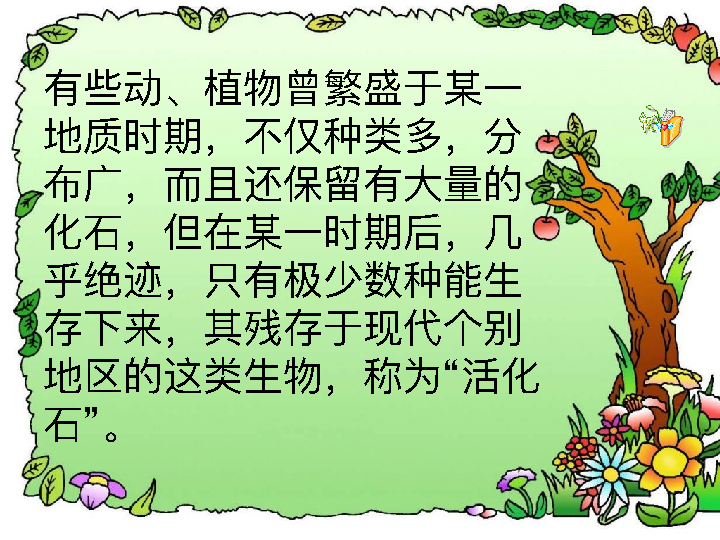 有些动、植物曾繁盛于某一
地质时期，不仅种类多，分
布广，而且还保留有大量的
化石，但在某一时期后，几
乎绝迹，只有极少数种能生
存下来，其残存于现代个别
地区的这类生物，称为“活化
石”。